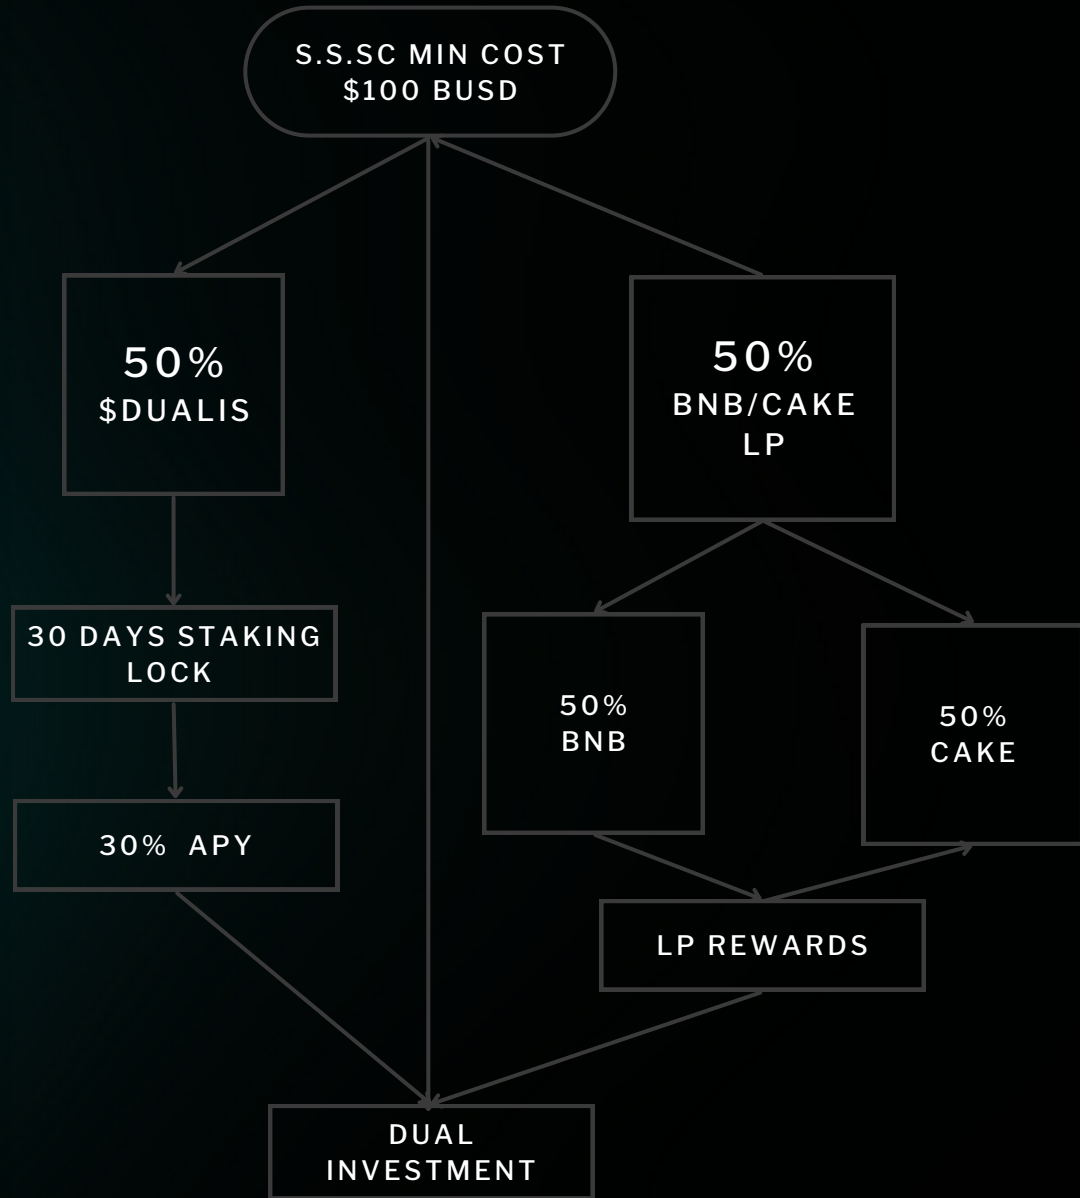 S.S.SC MIN COST
$100 BUSD
50%
$DUALIS
50%
BNB/CAKE
LP
30 DAYS STAKING
LOCK
50%
BNB
50%
CAKE
30% APY
LP REWARDS
DUAL
INVESTMENT